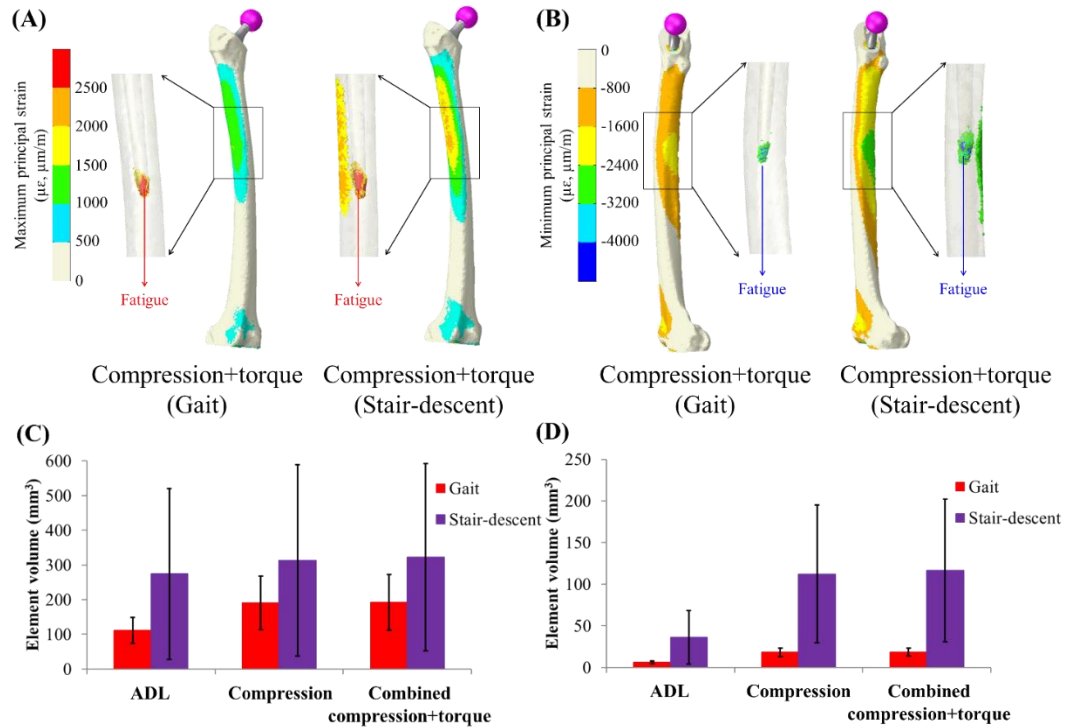 (A)
Maximum principal strain
(με, μm/m)
2500
2000
1500
1000
500
0
Fatigue
Fatigue
Compression+torque
(Gait)
Compression+torque
(Stair-descent)
(B)
Minimum principal strain
(με, μm/m)
0
-800
-1600
-2400
-3200
-4000
Fatigue
Fatigue
Compression+torque
(Gait)
Compression+torque
(Stair-descent)
(C)
Element volume (mm³)
600
500
400
300
200
100
0
Gait
Stair-descent
ADL
Compression
Combined
compression+torque
(D)
Element volume (mm³)
250
200
150
100
50
0
Gait
Stair-descent
ADL
Compression
Combined
compression+torque